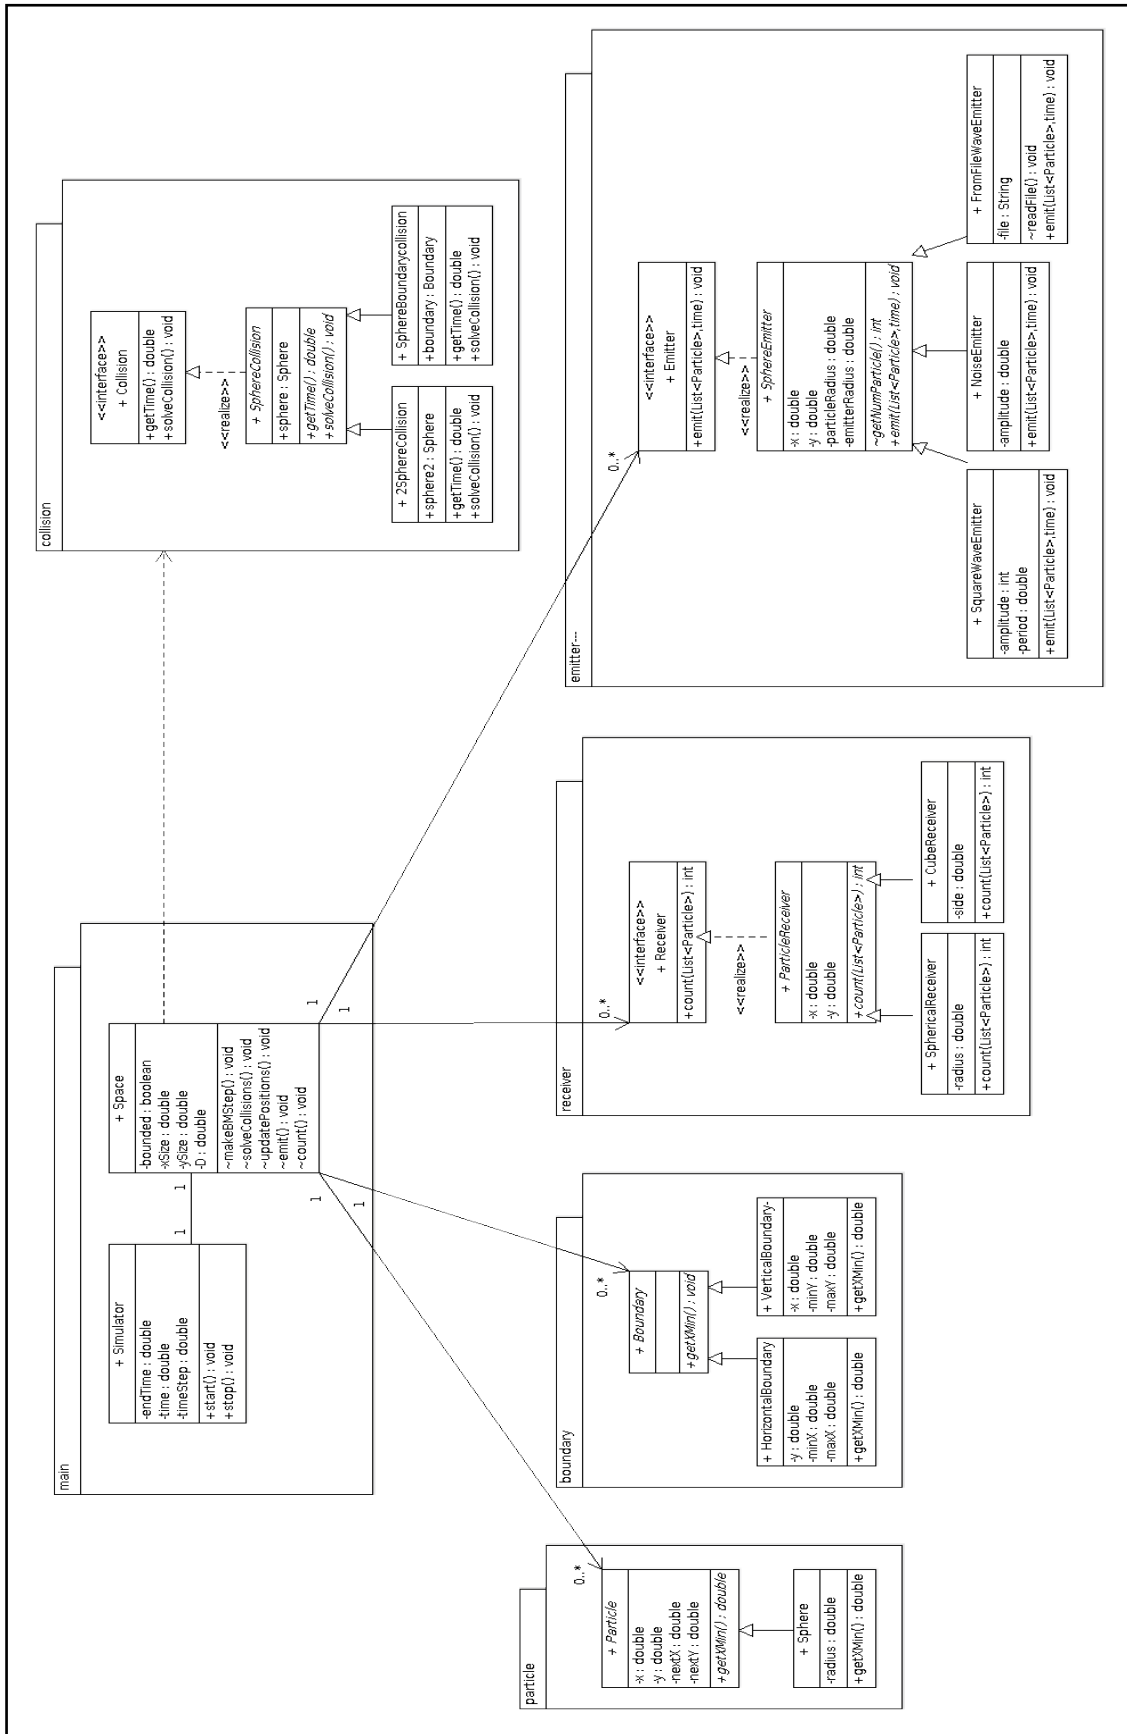 main
+ Simulator
-endTime : double
-time : double
-timeStep : double
+start() : void
+stop() : void
1
1
+ Space
-bounded : boolean
-xSize : double
-ySize : double
-D : double
~makeBMStep() : void
~solveCollisions() : void
~updatePositions() : void
~emit() : void
~count() : void
1
1
1
1
collision
<<interface>>
+ Collision
+getTime() : double
+solveCollision() : void
<<realize>>
+ SphereCollision
+sphere : Sphere
+getTime() : double
+solveCollision() : void
+ 2SphereCollision
+sphere2 : Sphere
+getTime() : double
+solveCollision() : void
+ SphereBoundarycollision
+boundary : Boundary
+getTime() : double
+solveCollision() : void
particle
0..*
+ Particle
-x : double
-y : double
-nextX : double
-nextY : double
+getXMin() : double
+ Sphere
-radius : double
+getXMin() : double
boundary
0..*
+ Boundary
+getXMin() : void
+ HorizontalBoundary
-y : double
-minX : double
-maxX : double
+getXMin() : double
+ VerticalBoundary-
-x : double
-minY : double
-maxY : double
+getXMin() : double
receiver
0..*
<<interface>>
+ Receiver
+count(List<Particle>) : int
<<realize>>
+ ParticleReceiver
-x : double
-y : double
+count(List<Particle>) : int
+ SphericalReceiver
-radius : double
+count(List<Particle>) : int
+ CubeReceiver
-side : double
+count(List<Particle>) : int
emitter---
0..*
<<interface>>
+ Emitter
+emit(List<Particle>,time) : void
<<realize>>
+ SphereEmitter
-x : double
-y : double
-particleRadius : double
-emitterRadius : double
~getNumParticle() : int
+emit(List<Particle>,time) : void
+ SquareWaveEmitter
-amplitude : int
-period : double
+emit(List<Particle>,time) : void
+ NoiseEmitter
-amplitude : double
+emit(List<Particle>,time) : void
+ FromFileWaveEmitter
-file : String
~readFile() : void
+emit(List<Particle>,time) : void